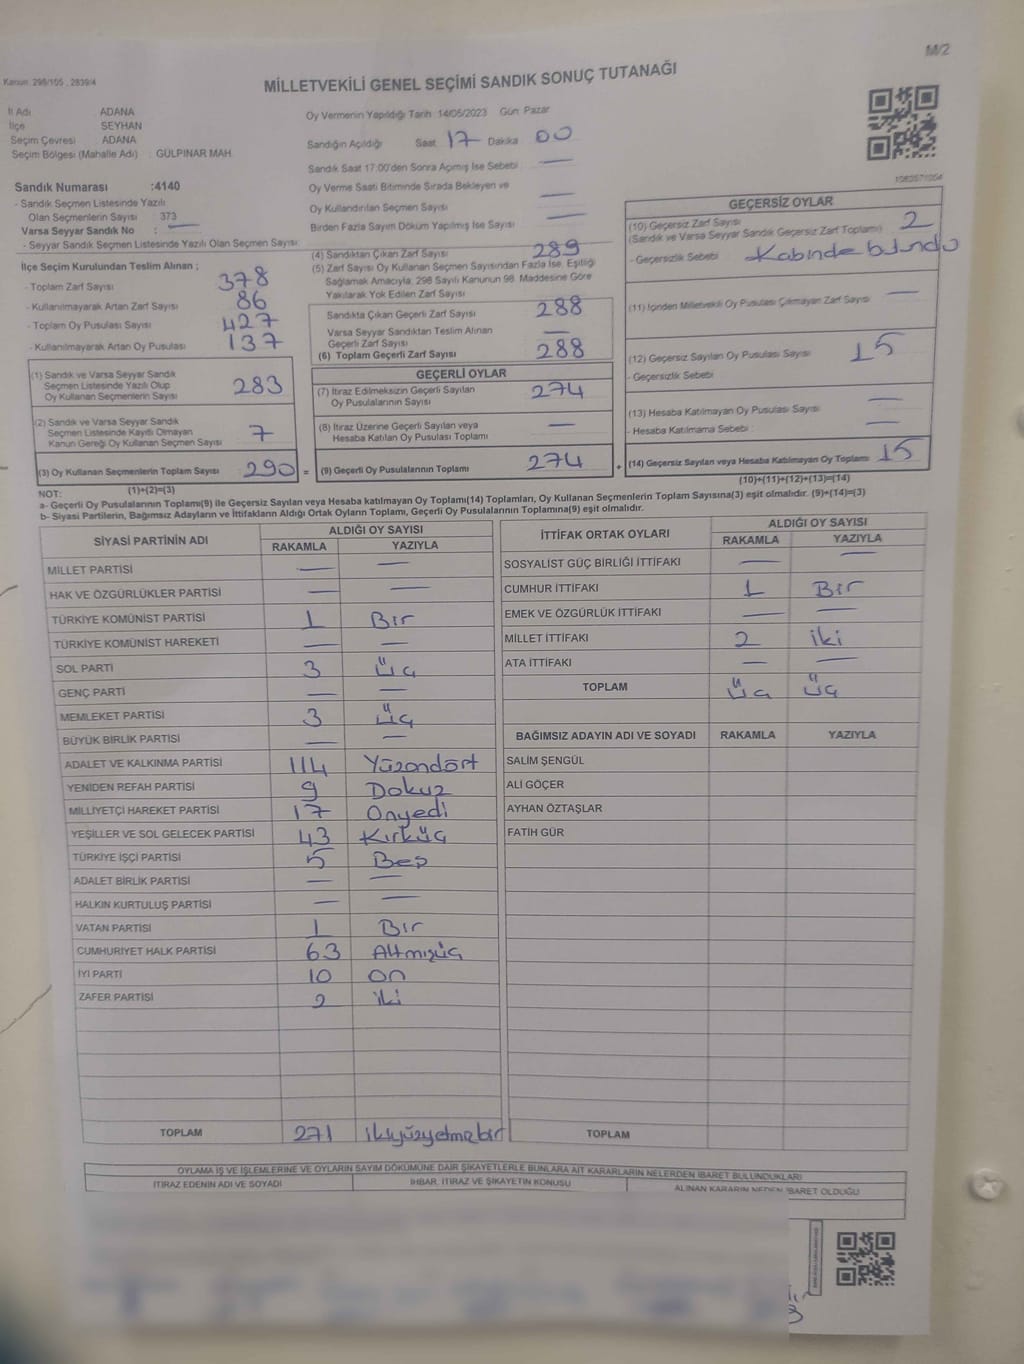 M/2
Kanun: 298/105 , 2839/4
MİLLETVEKİLİ GENEL SEÇİMİ SANDIK SONUÇ TUTANAĞI
İl Adı ADANA
İlçe SEYHAN
Seçim Çevresi : ADANA
Seçim Bölgesi (Mahalle Adı) : GÜLPINAR MAH.
Sandık Numarası :4140
- Sandık Seçmen Listesinde Yazılı
Olan Seçmenlerin Sayısı 373
Varsa Seyyar Sandık No : —
- Seyyar Sandık Seçmen Listesinde Yazılı Olan Seçmen Sayısı:
Oy Vermenin Yapıldığı Tarih :14/05/2023 Gün: Pazar
Sandığın Açıldığı Saat 17 Dakika 00
Sandık Saat 17:00'den Sonra Açımış İse Sebebi —
Oy Verme Saati Bitiminde Sırada Bekleyen ve
Oy Kullandırılan Seçmen Sayısı —
Birden Fazla Sayım Döküm Yapılmış İse Sayısı —
1083571084
İlçe Seçim Kurulundan Teslim Alınan ;
- Toplam Zarf Sayısı 378
- Kullanılmayarak Artan Zarf Sayısı 86
- Toplam Oy Pusulası Sayısı 427
- Kullanılmayarak Artan Oy Pusulası 137
(4) Sandıktan Çıkan Zarf Sayısı 289
(5) Zarf Sayısı Oy Kullanan Seçmen Sayısından Fazla İse, Eşitliği
Sağlamak Amacıyla, 298 Sayılı Kanunun 98. Maddesine Göre
Yakılarak Yok Edilen Zarf Sayısı
Sandıkta Çıkan Geçerli Zarf Sayısı 288
Varsa Seyyar Sandıktan Teslim Alınan
Geçerli Zarf Sayısı —
(6) Toplam Geçerli Zarf Sayısı 288
GEÇERSİZ OYLAR
(10) Geçersiz Zarf Sayısı 2
(Sandık ve Varsa Seyyar Sandık Geçersiz Zarf Toplamı)
- Geçersizlik Sebebi Kabinde bulundu
(11) İçinden Milletvekili Oy Pusulası Çıkmayan Zarf Sayısı —
(12) Geçersiz Sayılan Oy Pusulası Sayısı 15
- Geçersizlik Sebebi
(13) Hesaba Katılmayan Oy Pusulası Sayısı —
- Hesaba Katılmama Sebebi : —
(14) Geçersiz Sayılan veya Hesaba Katılmayan Oy Toplamı 15
(10)+(11)+(12)+(13)=(14)
(1) Sandık ve Varsa Seyyar Sandık
Seçmen Listesinde Yazılı Olup
Oy Kullanan Seçmenlerin Sayısı 283
(2) Sandık ve Varsa Seyyar Sandık
Seçmen Listesinde Kayıtlı Olmayan
Kanun Gereği Oy Kullanan Seçmen Sayısı 7
(3) Oy Kullanan Seçmenlerin Toplam Sayısı 290 =
(1)+(2)=(3)
GEÇERLİ OYLAR
(7) İtiraz Edilmeksizin Geçerli Sayılan
Oy Pusulalarının Sayısı 274
(8) İtiraz Üzerine Geçerli Sayılan veya
Hesaba Katılan Oy Pusulası Toplamı —
(9) Geçerli Oy Pusulalarının Toplamı 274 +
NOT:
a- Geçerli Oy Pusulalarının Toplamı(9) ile Geçersiz Sayılan veya Hesaba katılmayan Oy Toplamı(14) Toplamları, Oy Kullanan Seçmenlerin Toplam Sayısına(3) eşit olmalıdır. (9)+(14)=(3)
b- Siyasi Partilerin, Bağımsız Adayların ve İttifakların Aldığı Ortak Oyların Toplamı, Geçerli Oy Pusulalarının Toplamına(9) eşit olmalıdır.
SİYASİ PARTİNİN ADI ALDIĞI OY SAYISI
RAKAMLA YAZIYLA
MİLLET PARTİSİ — —
HAK VE ÖZGÜRLÜKLER PARTİSİ — —
TÜRKİYE KOMÜNİST PARTİSİ 1 Bir
TÜRKİYE KOMÜNİST HAREKETİ — —
SOL PARTİ 3 Üç
GENÇ PARTİ — —
MEMLEKET PARTİSİ 3 Üç
BÜYÜK BİRLİK PARTİSİ — —
ADALET VE KALKINMA PARTİSİ 114 Yüzondört
YENİDEN REFAH PARTİSİ 9 Dokuz
MİLLİYETÇİ HAREKET PARTİSİ 17 Onyedi
YEŞİLLER VE SOL GELECEK PARTİSİ 43 Kırküç
TÜRKİYE İŞÇİ PARTİSİ 5 Beş
ADALET BİRLİK PARTİSİ — —
HALKIN KURTULUŞ PARTİSİ — —
VATAN PARTİSİ 1 Bir
CUMHURİYET HALK PARTİSİ 63 Altmışüç
İYİ PARTİ 10 On
ZAFER PARTİSİ 2 iki
TOPLAM 271 ikiyüzyetmişbir
İTTİFAK ORTAK OYLARI ALDIĞI OY SAYISI
RAKAMLA YAZIYLA
SOSYALİST GÜÇ BİRLİĞİ İTTİFAKI — —
CUMHUR İTTİFAKI 1 Bir
EMEK VE ÖZGÜRLÜK İTTİFAKI — —
MİLLET İTTİFAKI 2 iki
ATA İTTİFAKI — —
TOPLAM Üç Üç
BAĞIMSIZ ADAYIN ADI VE SOYADI RAKAMLA YAZIYLA
SALİM ŞENGÜL
ALİ GÖÇER
AYHAN ÖZTAŞLAR
FATİH GÜR
TOPLAM
OYLAMA İŞ VE İŞLEMLERİNE VE OYLARIN SAYIM DÖKÜMÜNE DAİR ŞİKAYETLERLE BUNLARA AİT KARARLARIN NELERDEN İBARET BULUNDUKLARI
İTİRAZ EDENİN ADI VE SOYADI İHBAR, İTİRAZ VE ŞİKAYETİN KONUSU ALINAN KARARIN NEDEN İBARET OLDUĞU